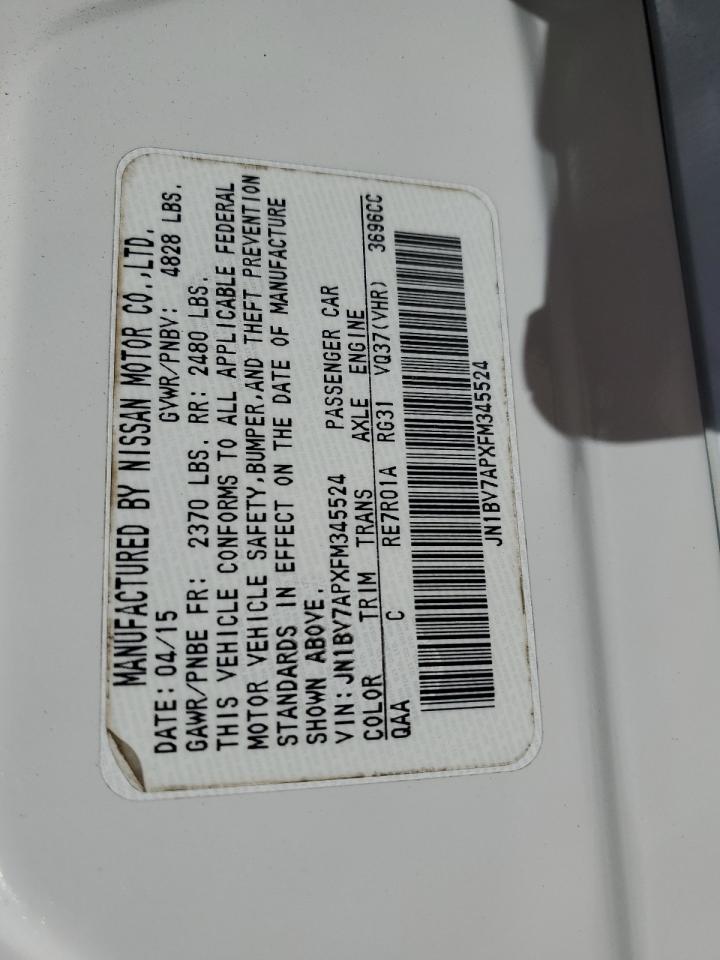 MANUFACTURED BY NISSAN MOTOR CO.,LTD.
DATE: 04/15 GVWR/PNBV: 4828 LBS.
GAWR/PNBE FR: 2370 LBS. RR: 2480 LBS.
THIS VEHICLE CONFORMS TO ALL APPLICABLE FEDERAL
MOTOR VEHICLE SAFETY,BUMPER,AND THEFT PREVENTION
STANDARDS IN EFFECT ON THE DATE OF MANUFACTURE
SHOWN ABOVE.
VIN: JN1BV7APXFM345524 PASSENGER CAR
COLOR TRIM TRANS AXLE ENGINE
QAA C RE7R01A RG31 VQ37(VHR) 3696CC
JN1BV7APXFM345524